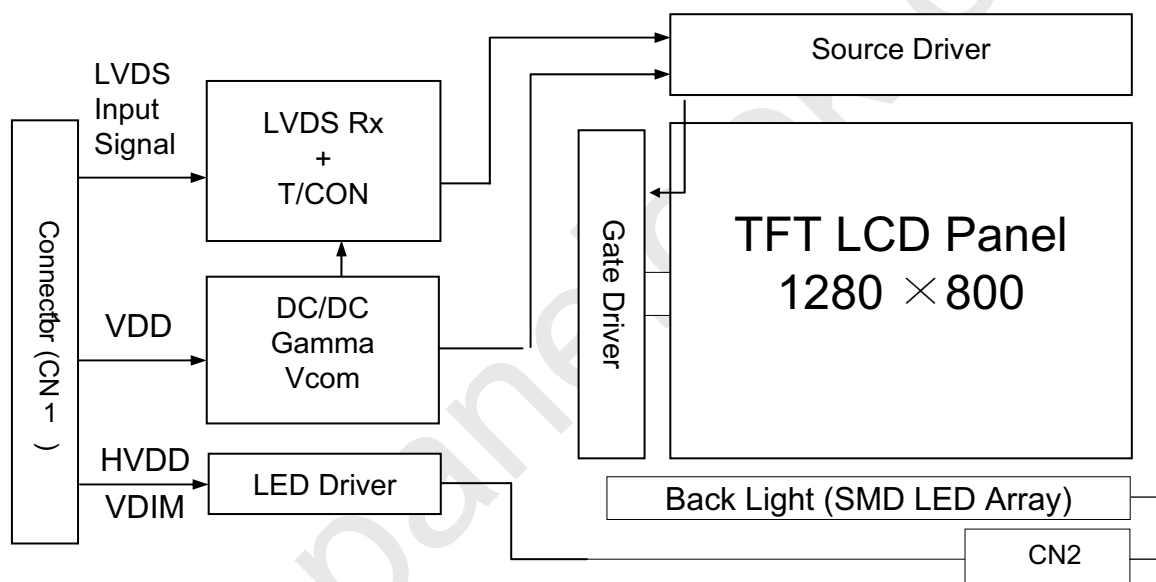 LVDS
Input
Signal
LVDS Rx
+
T/CON
Source Driver
Connector (CN1)
Gate Driver
TFT LCD Panel
1280 ×800
VDD
DC/DC
Gamma
Vcom
HVDD
VDIM
LED Driver
Back Light (SMD LED Array)
CN2